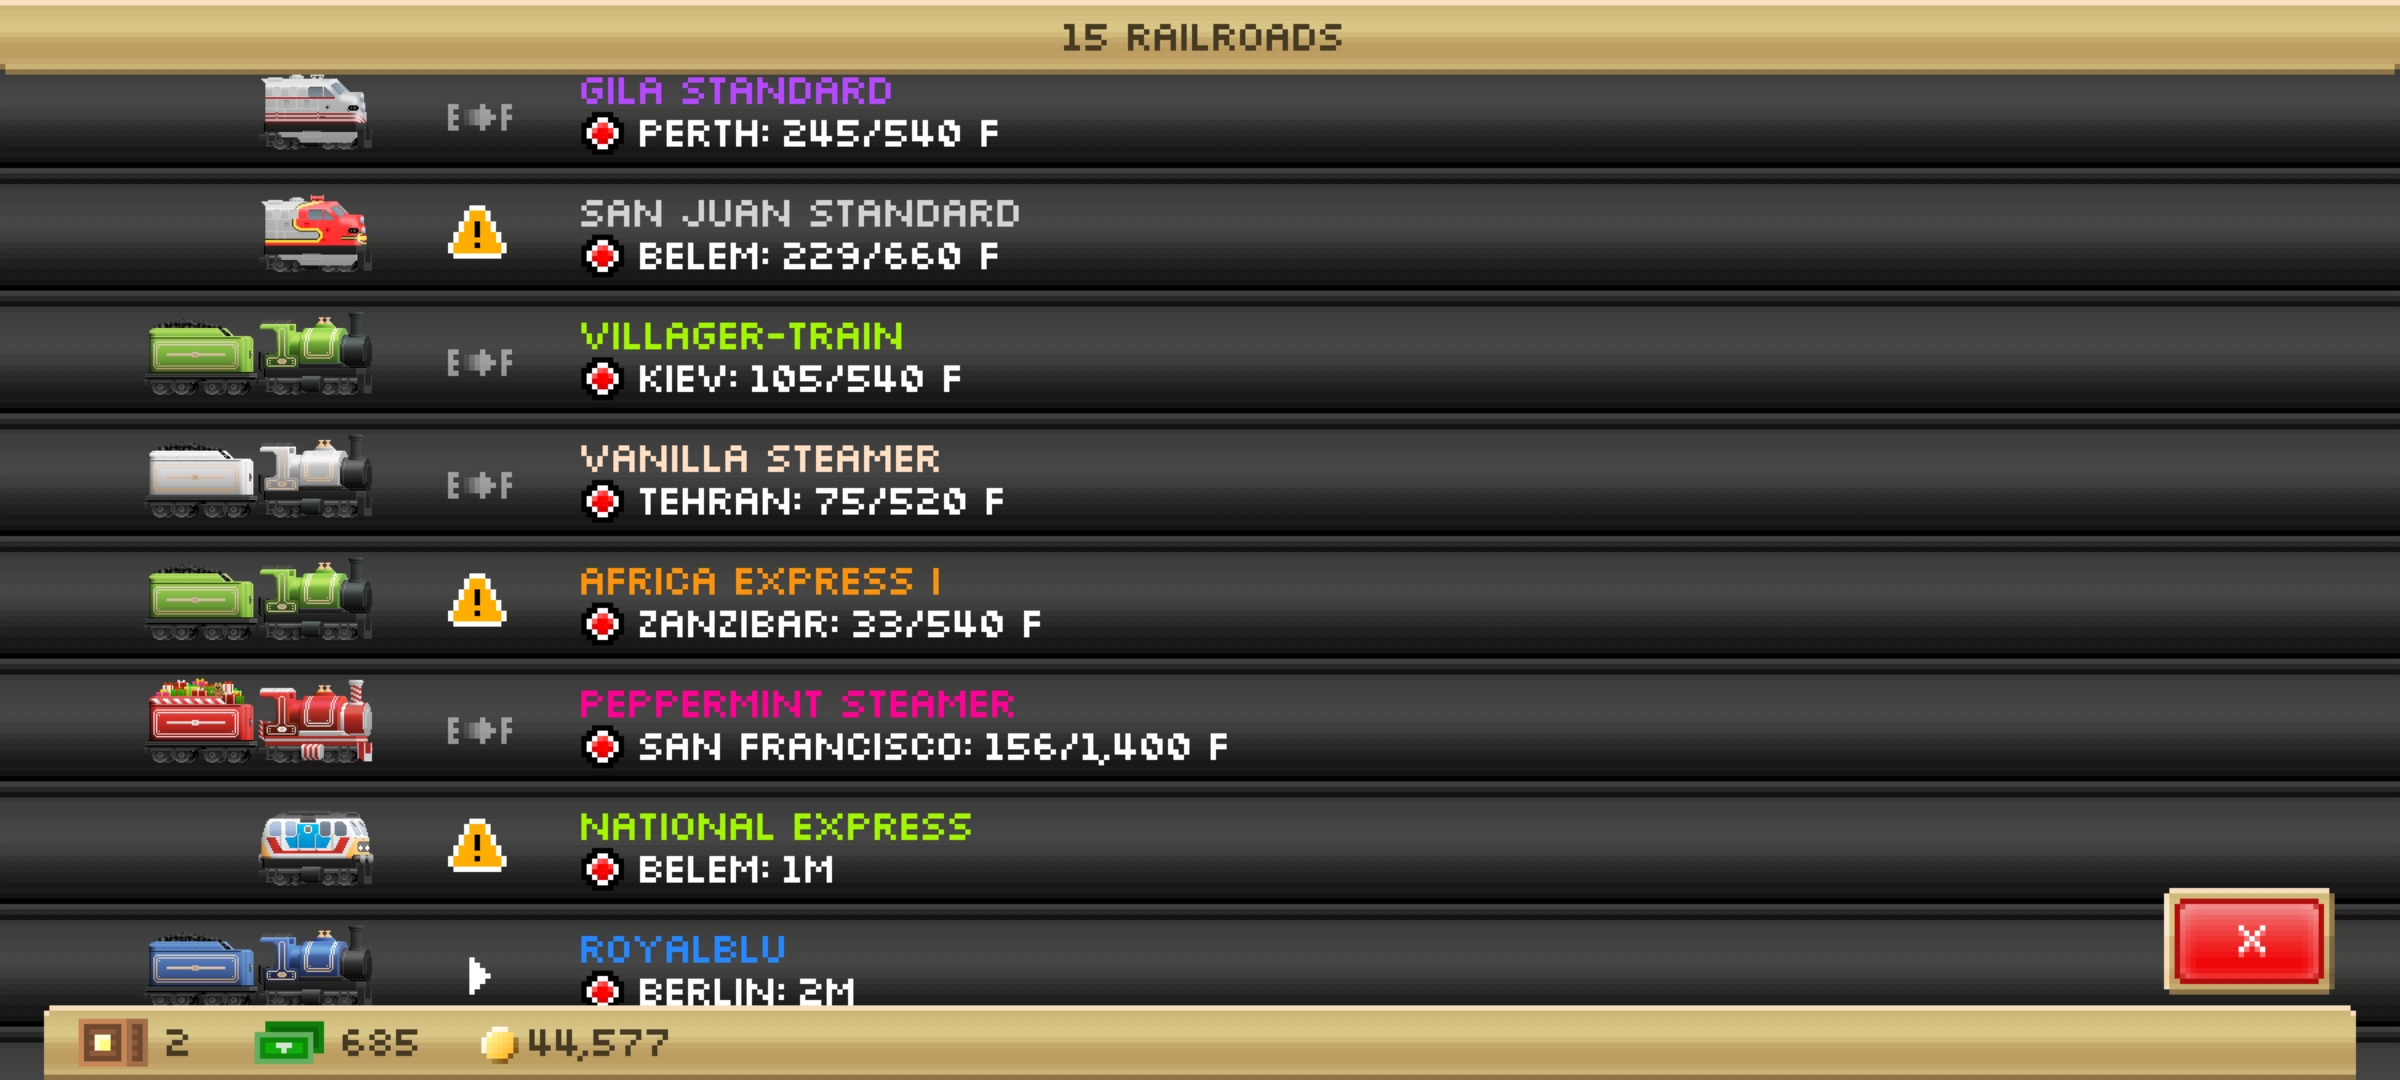 15 RAILROADS
GILA STANDARD
E F
PERTH: 245/540 F
SAN JUAN STANDARD
BELEM: 229/660 F
VILLAGER-TRAIN
E F
KIEV: 105/540 F
VANILLA STEAMER
E F
TEHRAN: 75/520 F
AFRICA EXPRESS I
ZANZIBAR: 33/540 F
PEPPERMINT STEAMER
E F
SAN FRANCISCO: 156/1,400 F
NATIONAL EXPRESS
BELEM: 1M
ROYALBLU
BERLIN: 2M
X
2 685 44,577